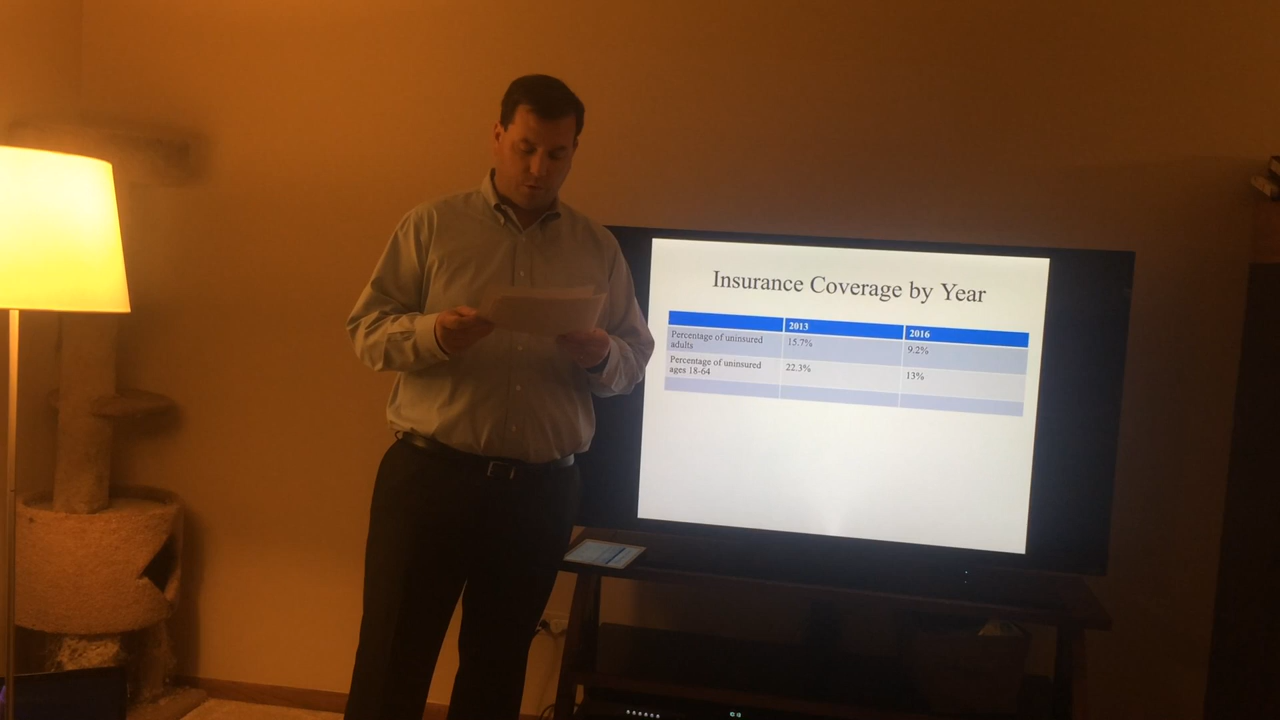 Insurance Coverage by Year
2013 2016
Percentage of uninsured
adults
15.7% 9.2%
Percentage of uninsured
ages 18-64
22.3% 13%